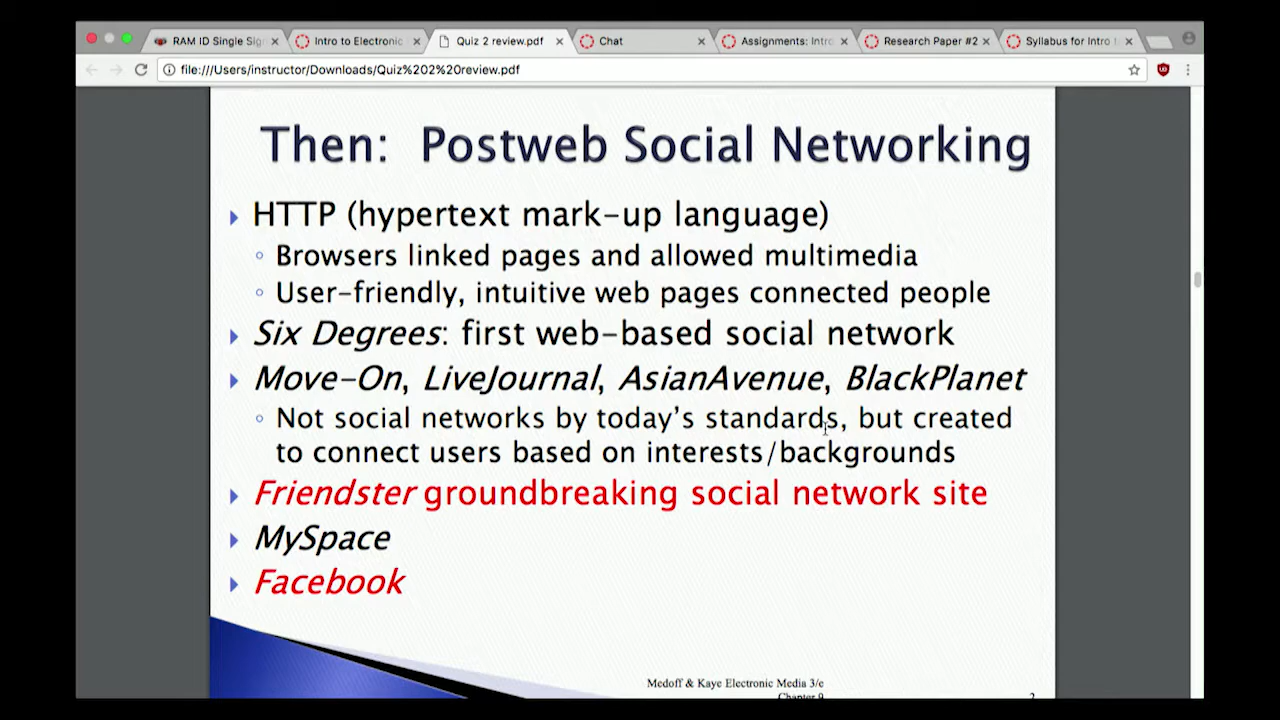 RAM ID Single Sig
Intro to Electronic
Quiz 2 review.pdf
Chat
Assignments: Intro
Research Paper #2
Syllabus for Intro t
file:///Users/instructor/Downloads/Quiz%202%20review.pdf
Then: Postweb Social Networking
HTTP (hypertext mark-up language)
Browsers linked pages and allowed multimedia
User-friendly, intuitive web pages connected people
Six Degrees: first web-based social network
Move-On, LiveJournal, AsianAvenue, BlackPlanet
Not social networks by today's standards, but created
to connect users based on interests/backgrounds
Friendster groundbreaking social network site
MySpace
Facebook
Medoff & Kaye Electronic Media 3/e
Chapter 9
2